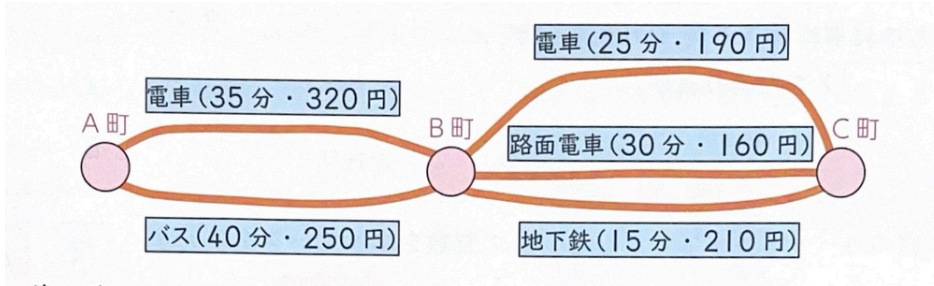 電車(25分・190円)
電車(35分・320円)
A町
B町
C町
路面電車(30分・160円)
バス(40分・250円)
地下鉄(15分・210円)